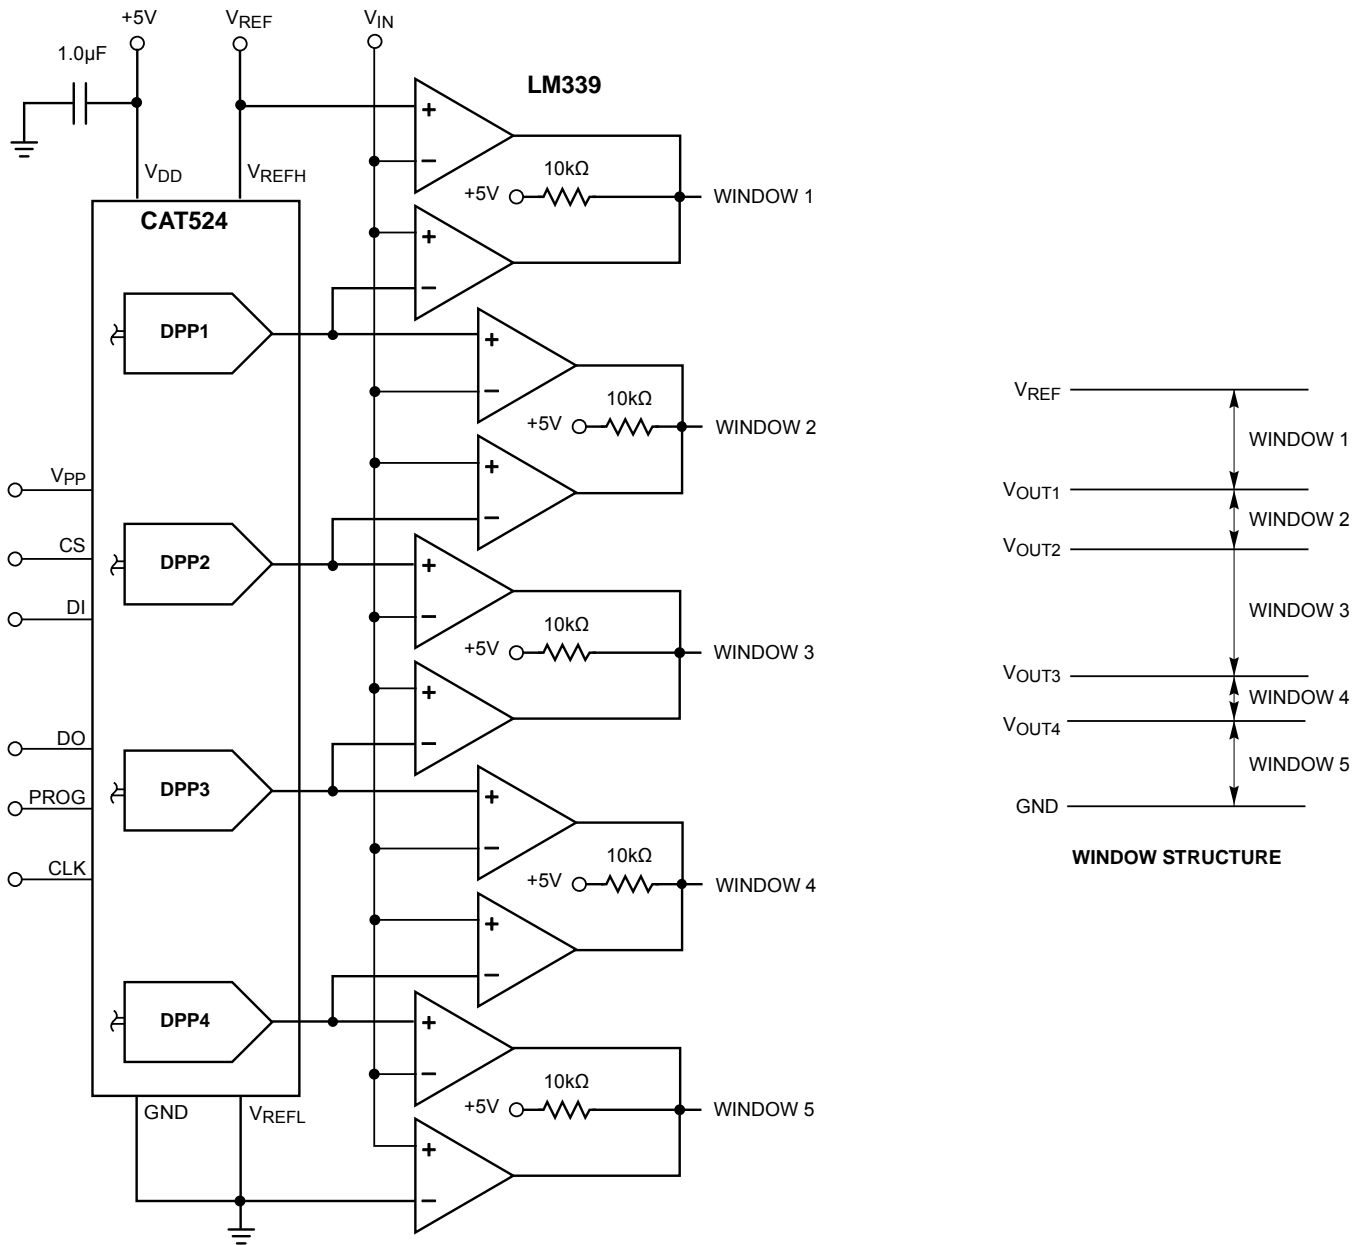 +5V
VREF
VIN
1.0µF
LM339
+
−
VDD
VREFH
10kΩ
+5V
WINDOW 1
CAT524
+
−
DPP1
+
−
10kΩ
+5V
WINDOW 2
+
−
VPP
CS
DI
DPP2
+
−
10kΩ
+5V
WINDOW 3
+
−
DO
PROG
CLK
DPP3
+
−
10kΩ
+5V
WINDOW 4
+
−
DPP4
+
−
10kΩ
+5V
WINDOW 5
GND
VREFL
+
−
VREF
WINDOW 1
VOUT1
WINDOW 2
VOUT2
WINDOW 3
VOUT3
WINDOW 4
VOUT4
WINDOW 5
GND
WINDOW STRUCTURE